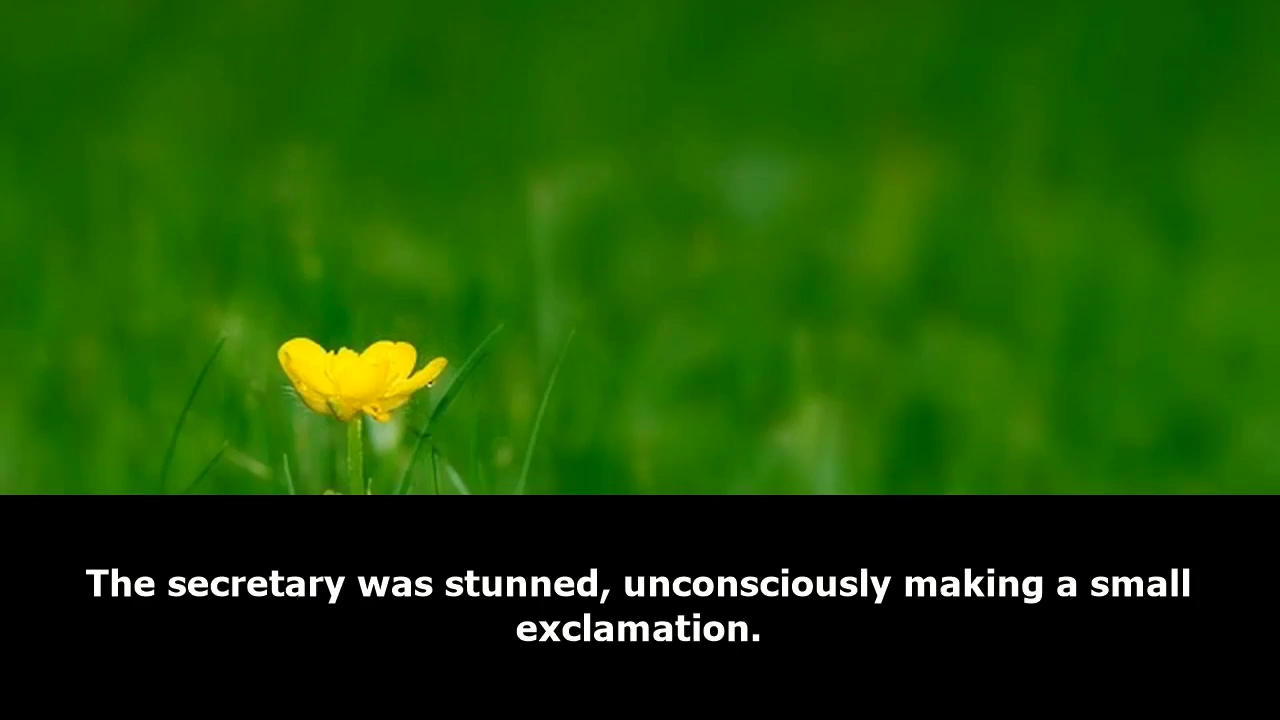 The secretary was stunned, unconsciously making a small
exclamation.